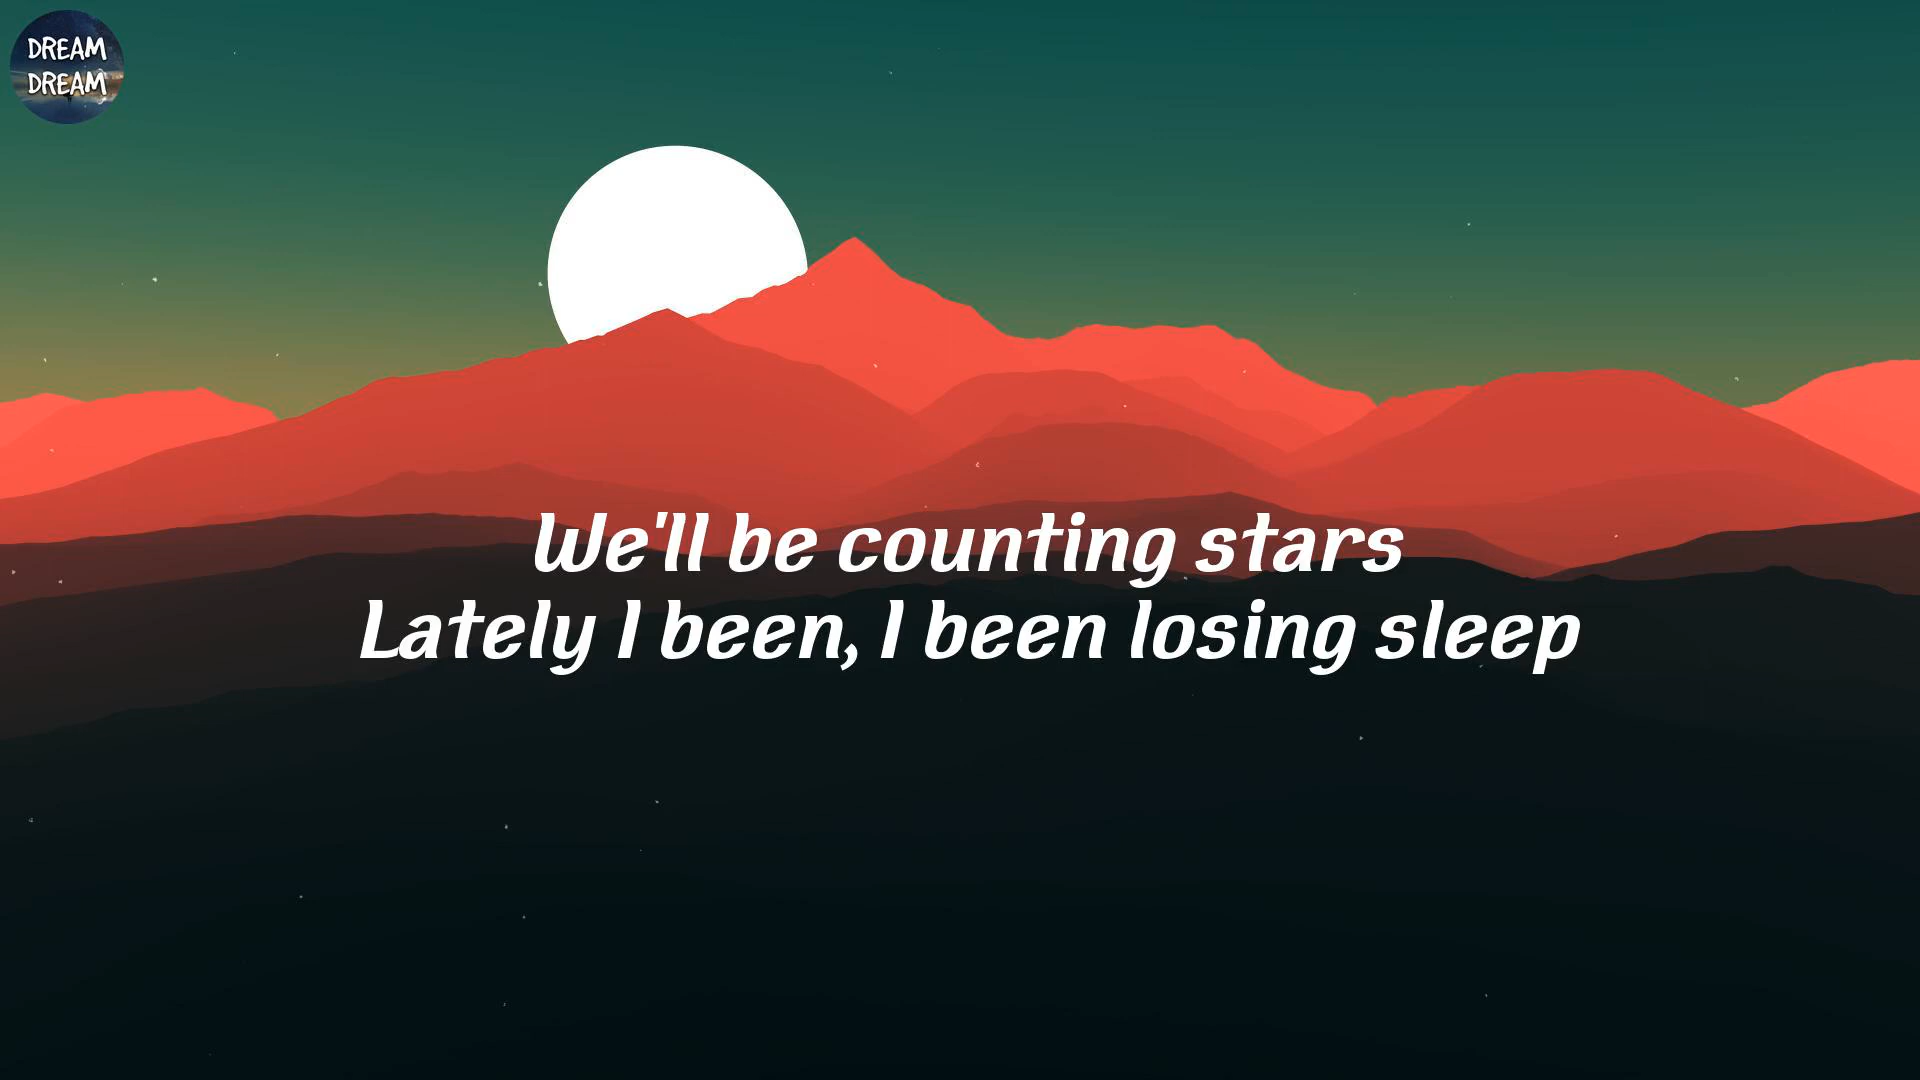 DREAM
DREAM
We'll be counting stars
Lately I been, I been losing sleep